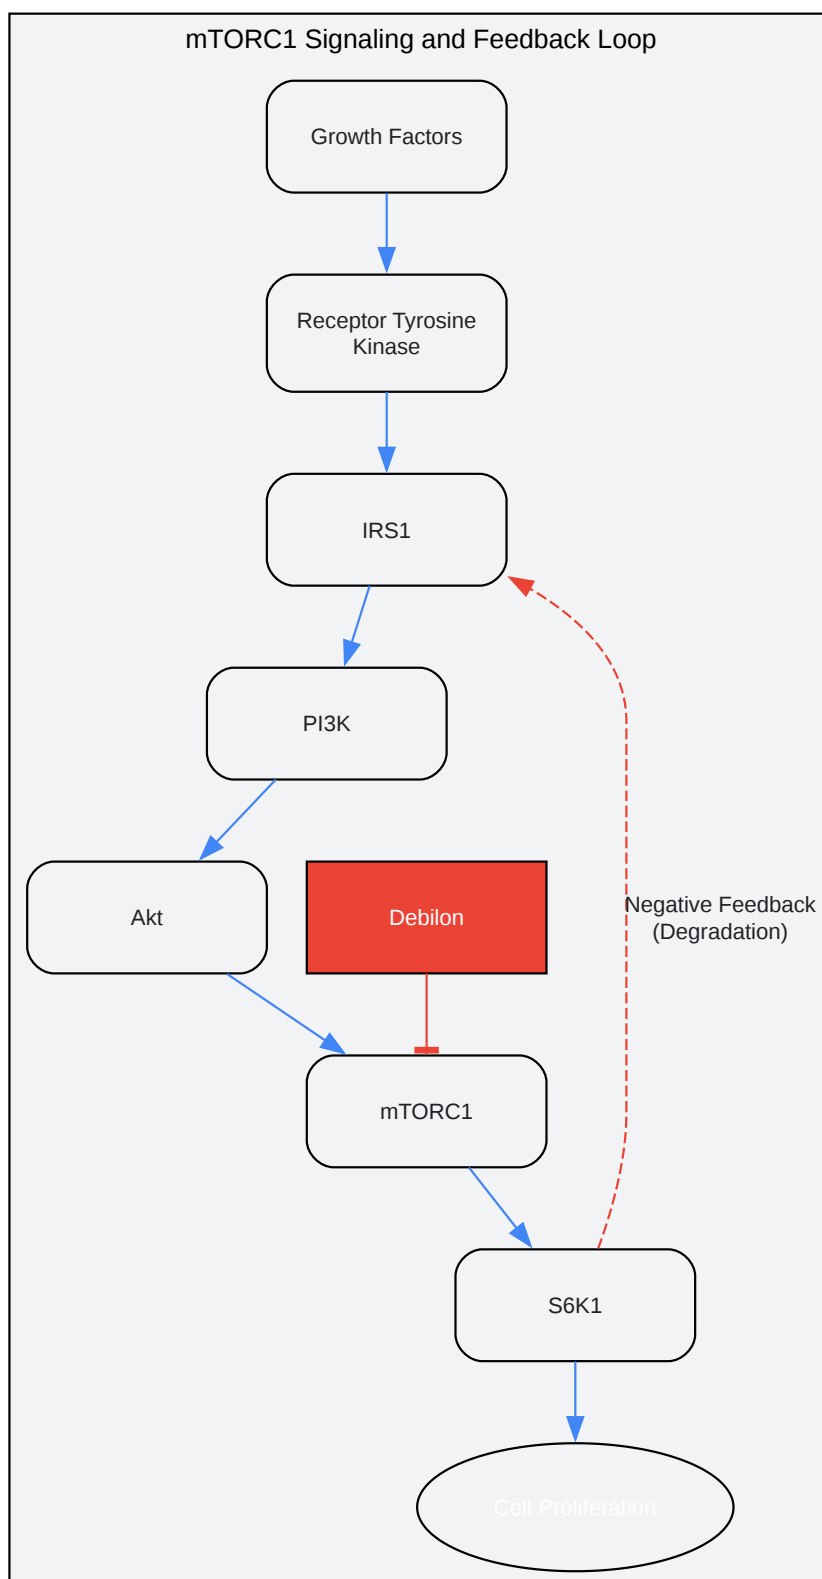 mTORC1 Signaling and Feedback Loop
Growth Factors
Receptor Tyrosine
Kinase
IRS1
PI3K
Akt
Debilon
Negative Feedback
(Degradation)
mTORC1
S6K1
Cell Proliferation